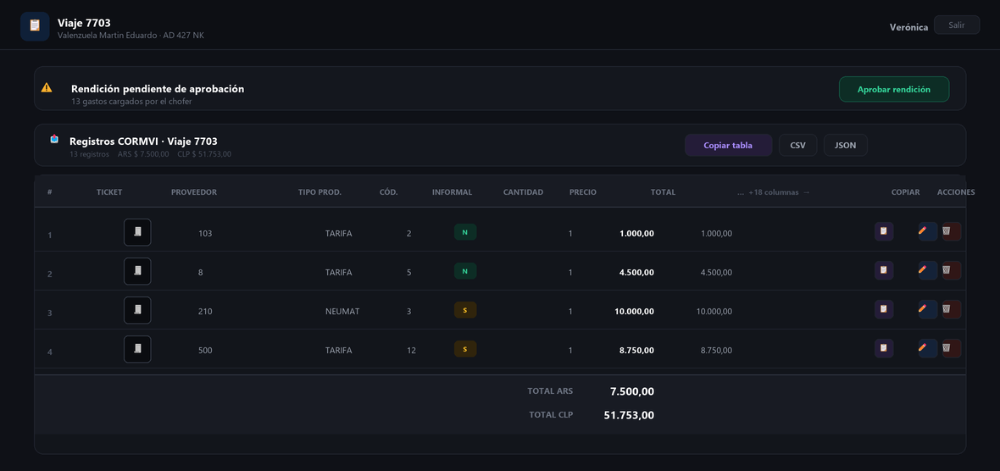 Viaje 7703
Valenzuela Martin Eduardo · AD 427 NK
Verónica
Salir
Rendición pendiente de aprobación
13 gastos cargados por el chofer
Aprobar rendición
Registros CORMVI · Viaje 7703
13 registros ARS $ 7.500,00 CLP $ 51.753,00
Copiar tabla
CSV
JSON
# TICKET PROVEEDOR TIPO PROD. CÓD. INFORMAL CANTIDAD PRECIO TOTAL ... +18 columnas → COPIAR ACCIONES
1 103 TARIFA 2 N 1 1.000,00 1.000,00
2 8 TARIFA 5 N 1 4.500,00 4.500,00
3 210 NEUMAT 3 S 1 10.000,00 10.000,00
4 500 TARIFA 12 S 1 8.750,00 8.750,00
TOTAL ARS 7.500,00
TOTAL CLP 51.753,00